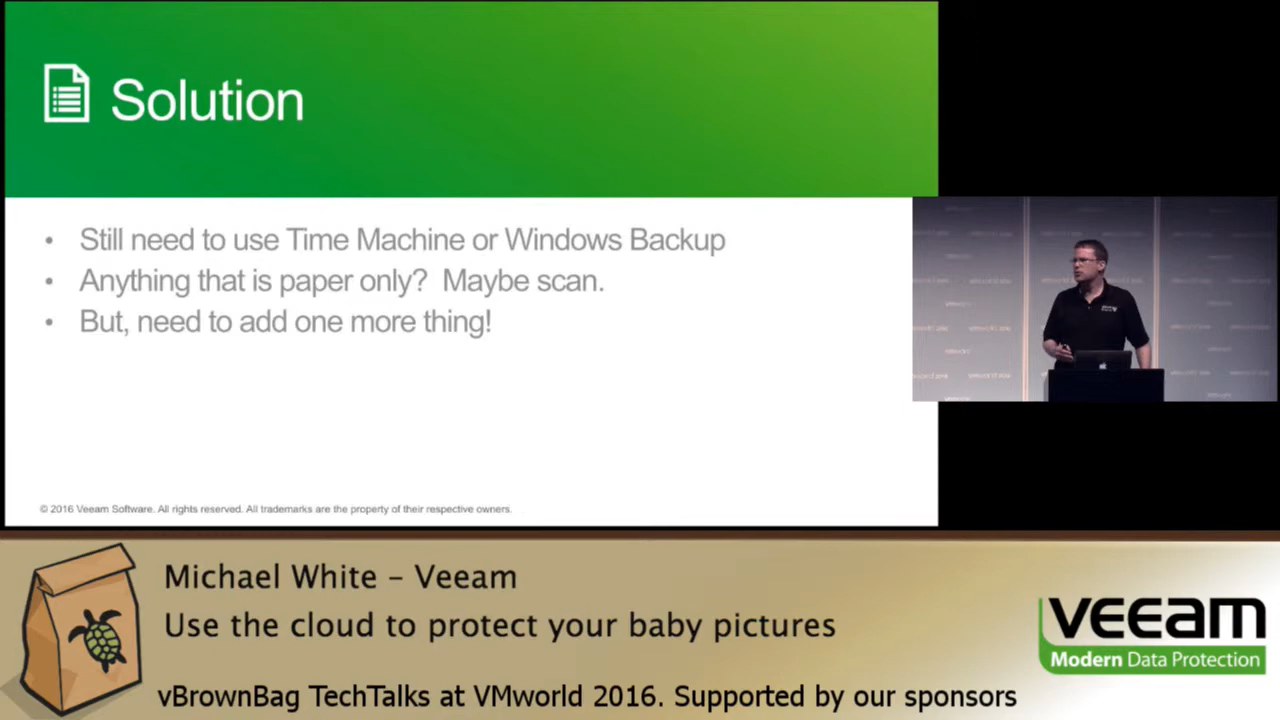 Solution
• Still need to use Time Machine or Windows Backup
• Anything that is paper only? Maybe scan.
• But, need to add one more thing!
© 2016 Veeam Software. All rights reserved. All trademarks are the property of their respective owners.
Michael White – Veeam
Use the cloud to protect your baby pictures
vBrownBag TechTalks at VMworld 2016. Supported by our sponsors
veeam
Modern Data Protection